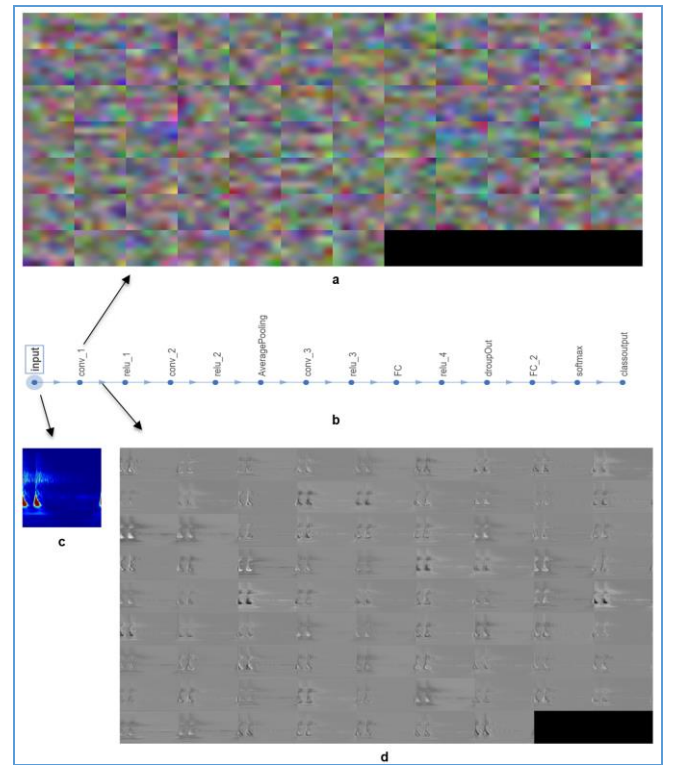 a
input
conv_1
relu_1
conv_2
relu_2
AveragePooling
conv_3
relu_3
FC
relu_4
droupOut
FC_2
softmax
classoutput
b
c
d